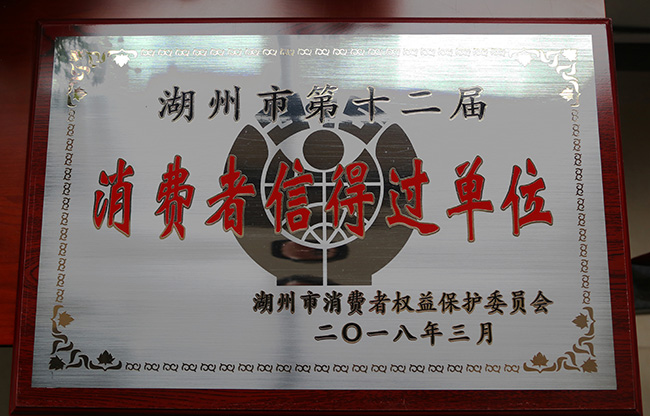 湖州市第十二届
消费者信得过单位
湖州市消费者权益保护委员会
二〇一八年三月